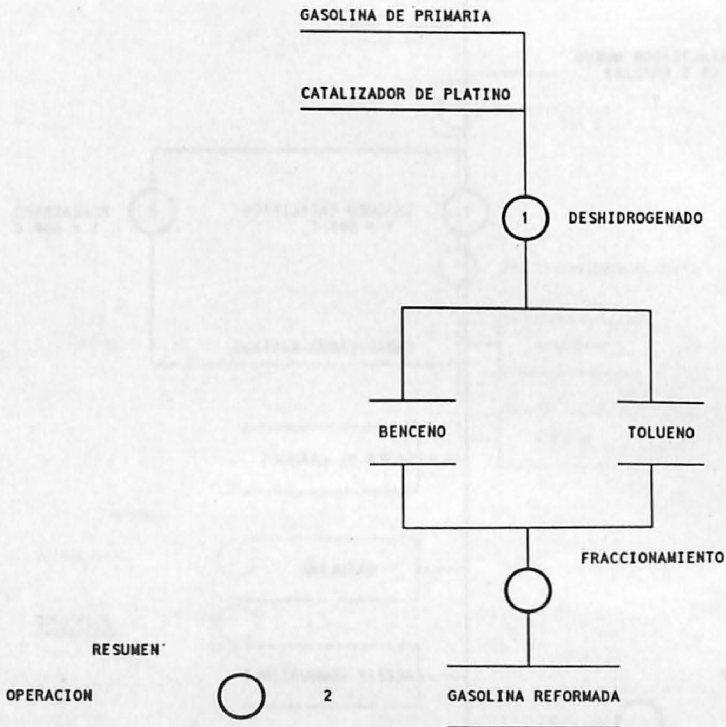 GASOLINA DE PRIMARIA
CATALIZADOR DE PLATINO
1 DESHIDROGENADO
BENCENO
TOLUENO
FRACCIONAMIENTO
RESUMEN
OPERACION 2
GASOLINA REFORMADA